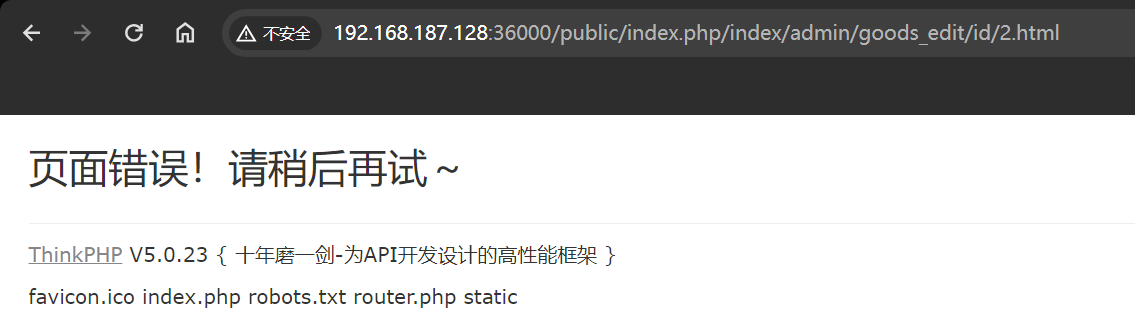 不安全 192.168.187.128:36000/public/index.php/index/admin/goods_edit/id/2.html
页面错误！请稍后再试～
ThinkPHP V5.0.23 { 十年磨一剑-为API开发设计的高性能框架 }
favicon.ico index.php robots.txt router.php static